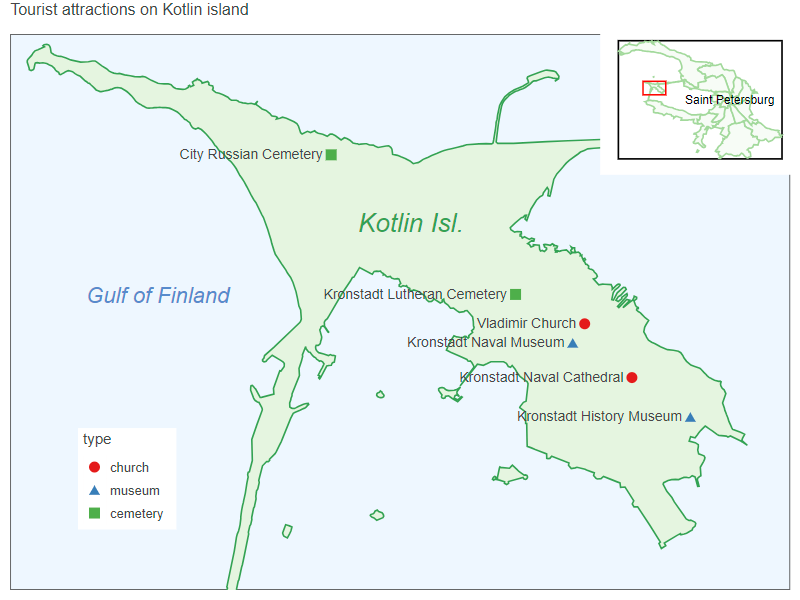 Tourist attractions on Kotlin island
Saint Petersburg
City Russian Cemetery
Kotlin Isl.
Gulf of Finland
Kronstadt Lutheran Cemetery
Vladimir Church
Kronstadt Naval Museum
Kronstadt Naval Cathedral
Kronstadt History Museum
type
church
museum
cemetery